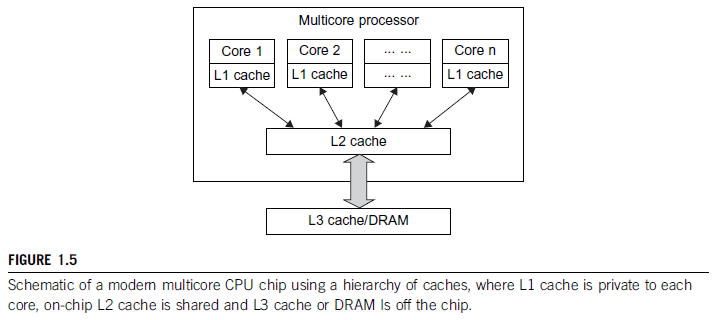 Multicore processor
Core 1 Core 2 ... ... Core n
L1 cache L1 cache ... ... L1 cache
L2 cache
L3 cache/DRAM
FIGURE 1.5
Schematic of a modern multicore CPU chip using a hierarchy of caches, where L1 cache is private to each
core, on-chip L2 cache is shared and L3 cache or DRAM Is off the chip.